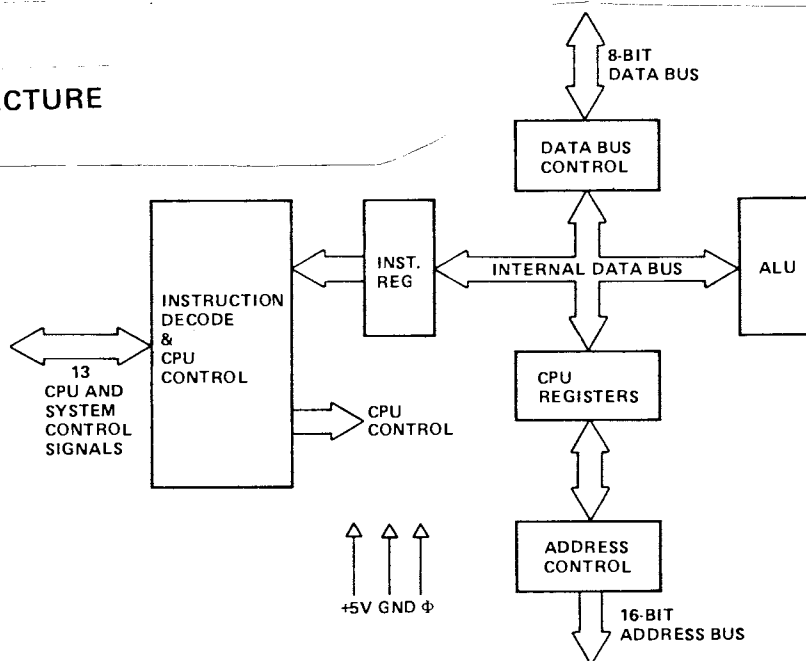 8-BIT
DATA BUS
DATA BUS
CONTROL
INST.
REG
INTERNAL DATA BUS
ALU
INSTRUCTION
DECODE
&
CPU
CONTROL
13
CPU AND
SYSTEM
CONTROL
SIGNALS
CPU
CONTROL
CPU
REGISTERS
ADDRESS
CONTROL
+5V GND Φ
16-BIT
ADDRESS BUS